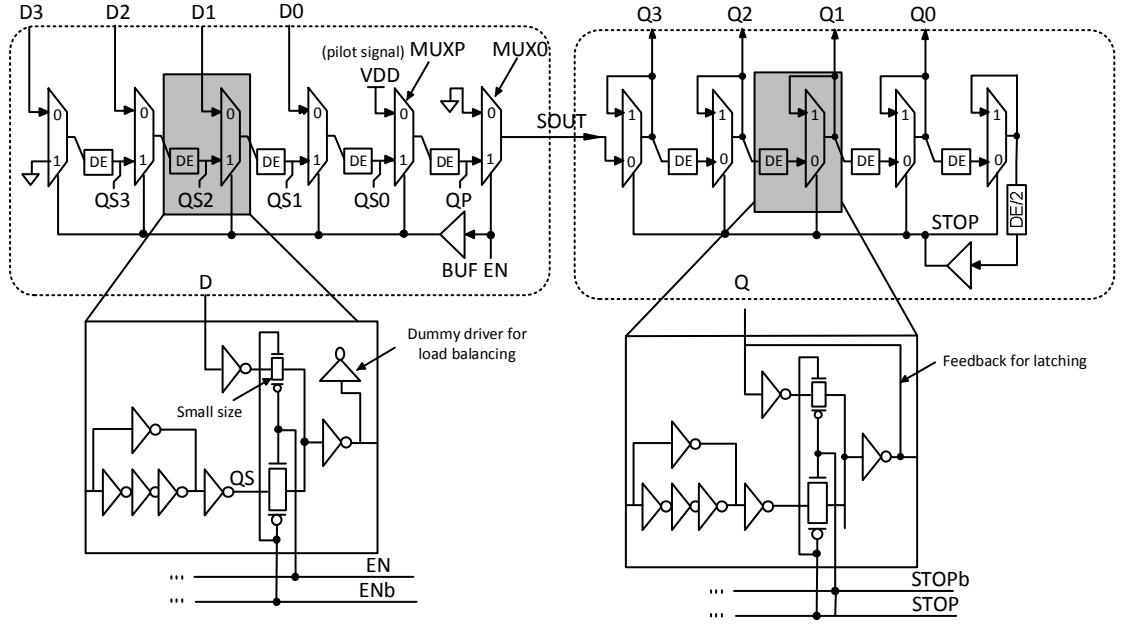 D3 D2 D1 D0 Q3 Q2 Q1 Q0
(pilot signal) MUXP MUX0
VDD
0 0 0 0 0 0 SOUT 1 1 1 1 1
1 DE 1 DE 1 DE 1 DE 1 DE 1 0 DE 0 DE 0 DE 0 DE 0
QS3 QS2 QS1 QS0 QP
STOP DE/2
BUF EN
D Q
Dummy driver for
load balancing
Feedback for latching
Small size
QS
... EN
... ENb
... STOPb
... STOP